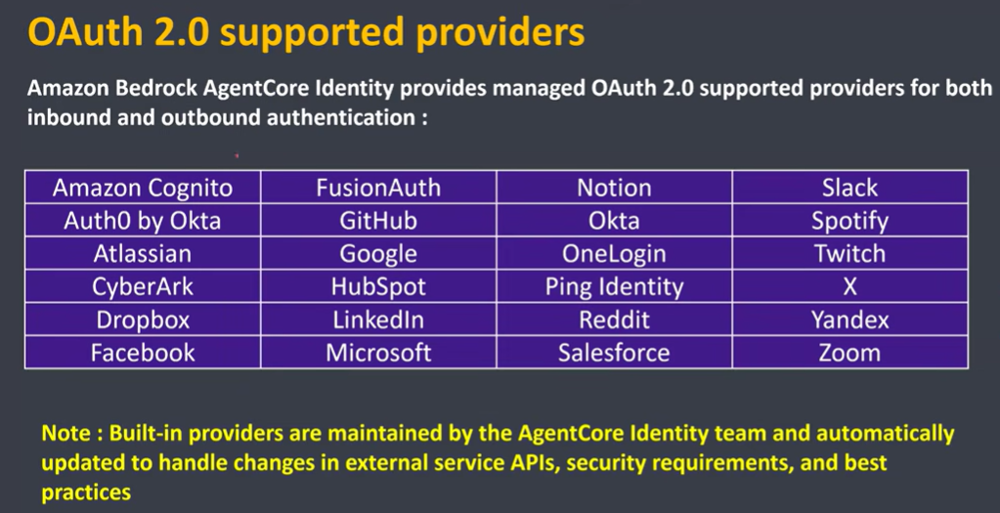 OAuth 2.0 supported providers
Amazon Bedrock AgentCore Identity provides managed OAuth 2.0 supported providers for both
inbound and outbound authentication :
Amazon Cognito FusionAuth Notion Slack
Auth0 by Okta GitHub Okta Spotify
Atlassian Google OneLogin Twitch
CyberArk HubSpot Ping Identity X
Dropbox LinkedIn Reddit Yandex
Facebook Microsoft Salesforce Zoom
Note : Built-in providers are maintained by the AgentCore Identity team and automatically
updated to handle changes in external service APIs, security requirements, and best
practices